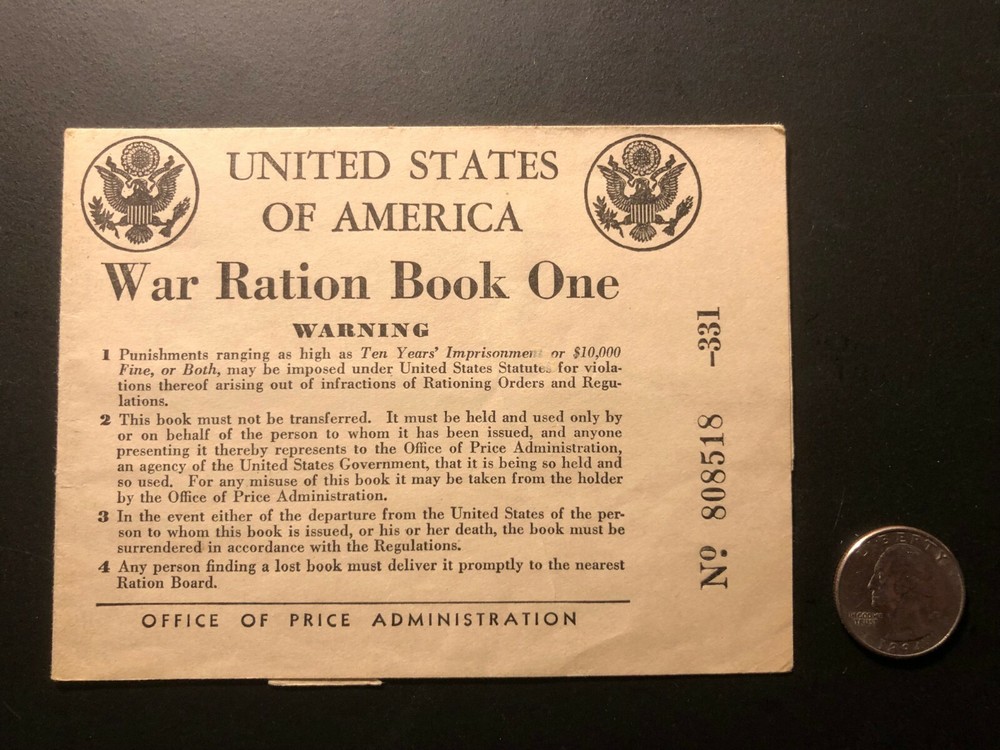 UNITED STATES
OF AMERICA
War Ration Book One
WARNING
1 Punishments ranging as high as Ten Years' Imprisonment or $10,000
Fine, or Both, may be imposed under United States Statutes for viola-
tions thereof arising out of infractions of Rationing Orders and Regu-
lations.
2 This book must not be transferred. It must be held and used only by
or on behalf of the person to whom it has been issued, and anyone
presenting it thereby represents to the Office of Price Administration,
an agency of the United States Government, that it is being so held and
so used. For any misuse of this book it may be taken from the holder
by the Office of Price Administration.
3 In the event either of the departure from the United States of the per-
son to whom this book is issued, or his or her death, the book must be
surrendered in accordance with the Regulations.
4 Any person finding a lost book must deliver it promptly to the nearest
Ration Board.
OFFICE OF PRICE ADMINISTRATION
Nº 808518 -331
LIBERTY
IN GOD WE
TRUST